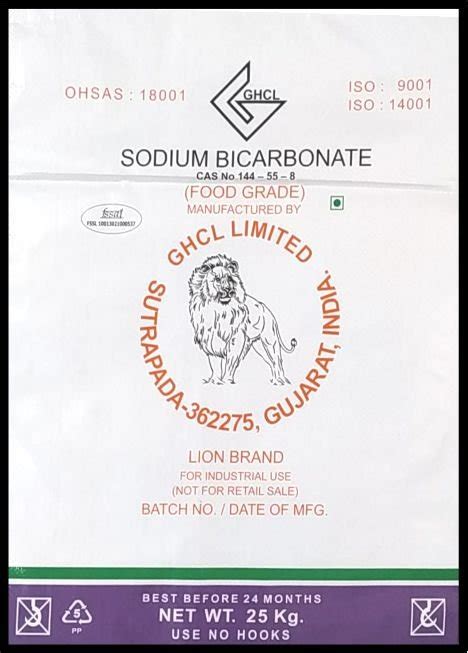 OHSAS : 18001
GHCL
ISO : 9001
ISO : 14001
SODIUM BICARBONATE
CAS No 144 – 55 – 8
(FOOD GRADE)
MANUFACTURED BY
fssai
GHCL LIMITED
SUTRAPADA-362275, GUJARAT, INDIA.
LION BRAND
FOR INDUSTRIAL USE
(NOT FOR RETAIL SALE)
BATCH NO. / DATE OF MFG.
BEST BEFORE 24 MONTHS
5
NET WT. 25 Kg.
PP
USE NO HOOKS